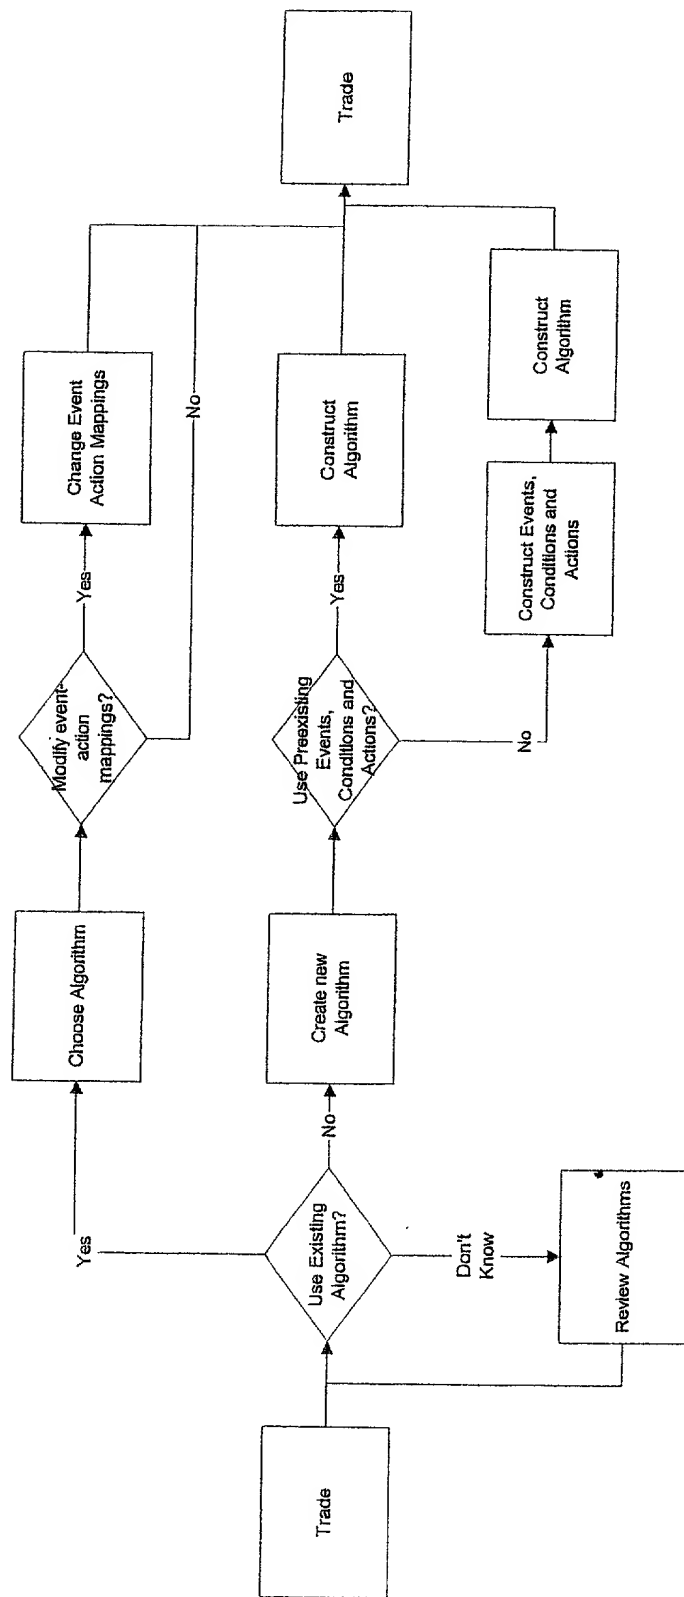 Trade
Use Existing
Algorithm?
Yes
No
Don't
Know
Review Algorithms
Choose Algorithm
Create new
Algorithm
Modify event-
action
mappings?
Yes
No
Change Event
Action Mappings
Use Preexisting
Events,
Conditions and
Actions?
Yes
No
Construct
Algorithm
Construct Events,
Conditions and
Actions
Construct
Algorithm
Trade